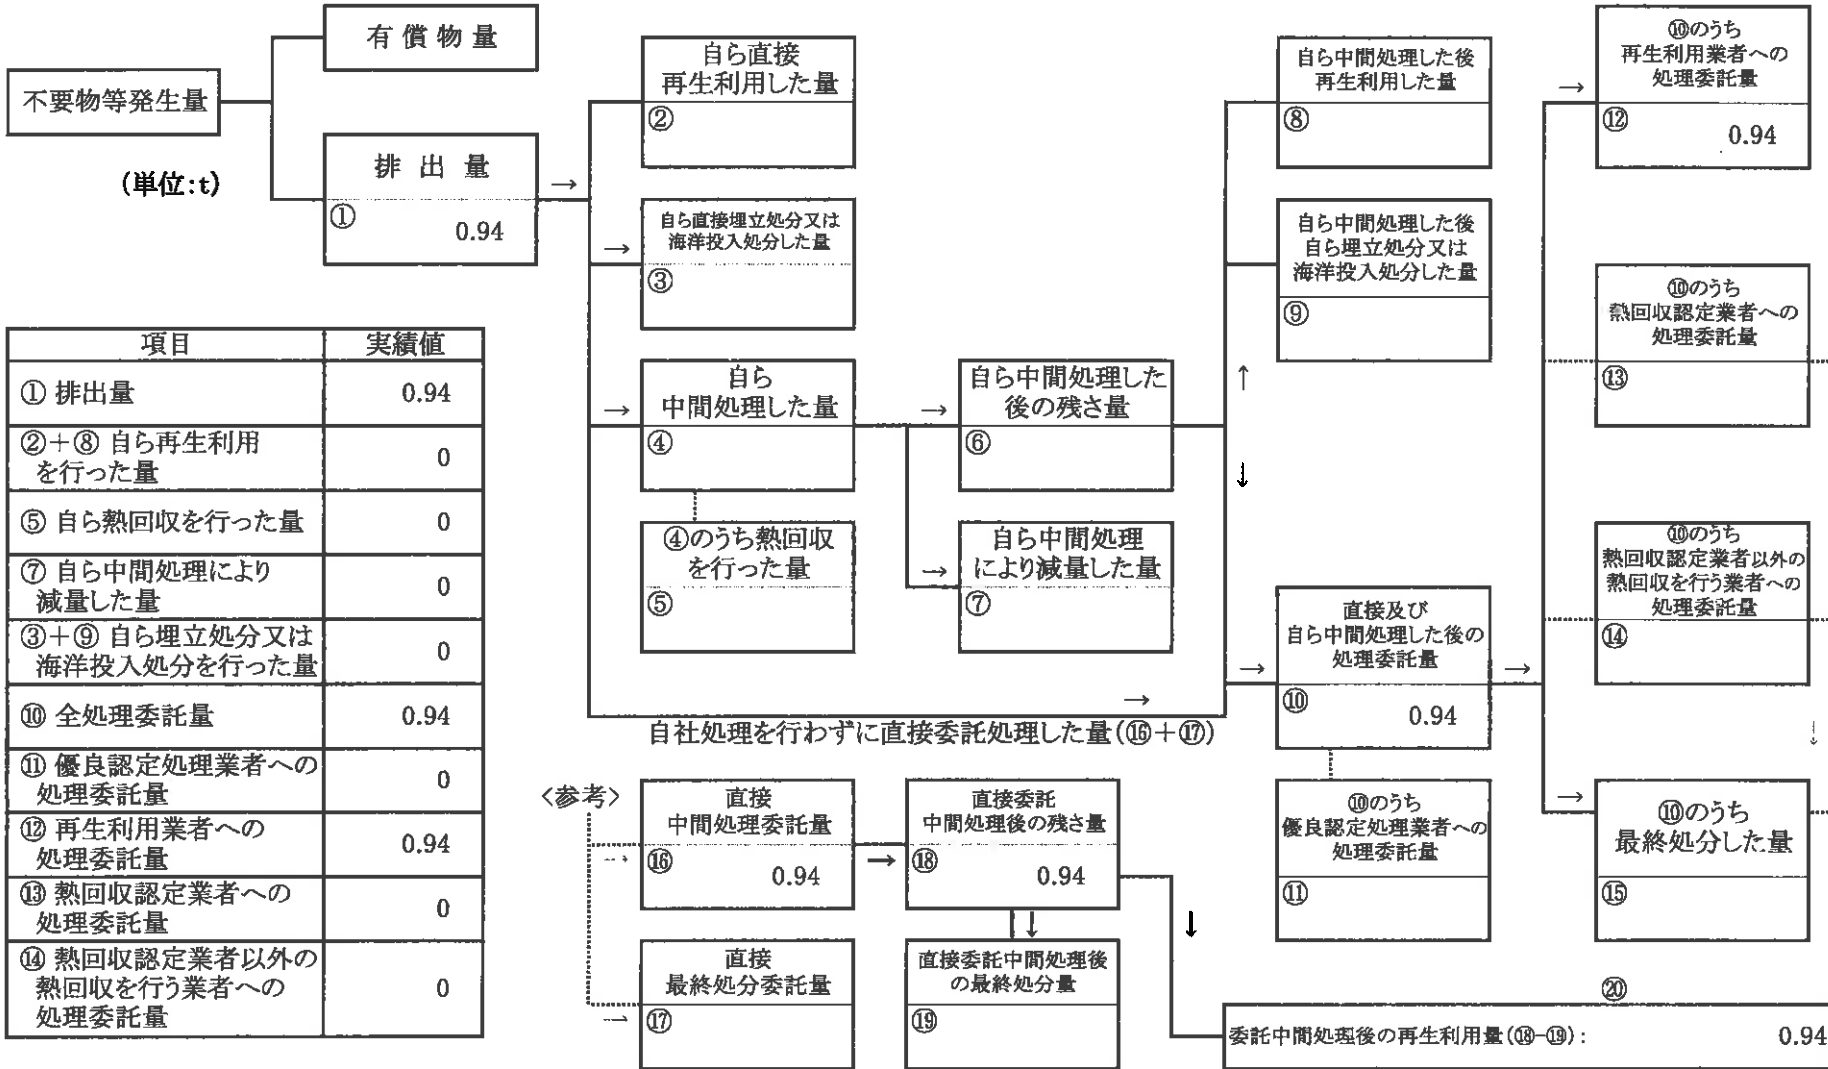 有償物量
不要物等発生量
(単位:t)
排出量
①
0.94
自ら直接
再生利用した量
②
自ら直接埋立処分又は
海洋投入処分した量
③
自ら
中間処理した量
④
④のうち熱回収
を行った量
⑤
自ら中間処理した
後の残さ量
⑥
自ら中間処理
により減量した量
⑦
自ら中間処理した後
再生利用した量
⑧
自ら中間処理した後
自ら埋立処分又は
海洋投入処分した量
⑨
直接及び
自ら中間処理した後の
処理委託量
⑩
0.94
⑩のうち
優良認定処理業者への
処理委託量
⑪
⑩のうち
再生利用業者への
処理委託量
⑫
0.94
⑩のうち
熱回収認定業者への
処理委託量
⑬
⑩のうち
熱回収認定業者以外の
熱回収を行う業者への
処理委託量
⑭
⑩のうち
最終処分した量
⑮
自社処理を行わずに直接委託処理した量(⑯+⑰)
<参考>
直接
中間処理委託量
⑯
0.94
直接
最終処分委託量
⑰
直接委託
中間処理後の残さ量
⑱
0.94
直接委託中間処理後
の最終処分量
⑲
⑳
委託中間処理後の再生利用量(⑱-⑲): 0.94
項目 実績値
① 排出量 0.94
②+⑧ 自ら再生利用
を行った量 0
⑤ 自ら熱回収を行った量 0
⑦ 自ら中間処理により
減量した量 0
③+⑨ 自ら埋立処分又は
海洋投入処分を行った量 0
⑩ 全処理委託量 0.94
⑪ 優良認定処理業者への
処理委託量 0
⑫ 再生利用業者への
処理委託量 0.94
⑬ 熱回収認定業者への
処理委託量 0
⑭ 熱回収認定業者以外の
熱回収を行う業者への
処理委託量 0